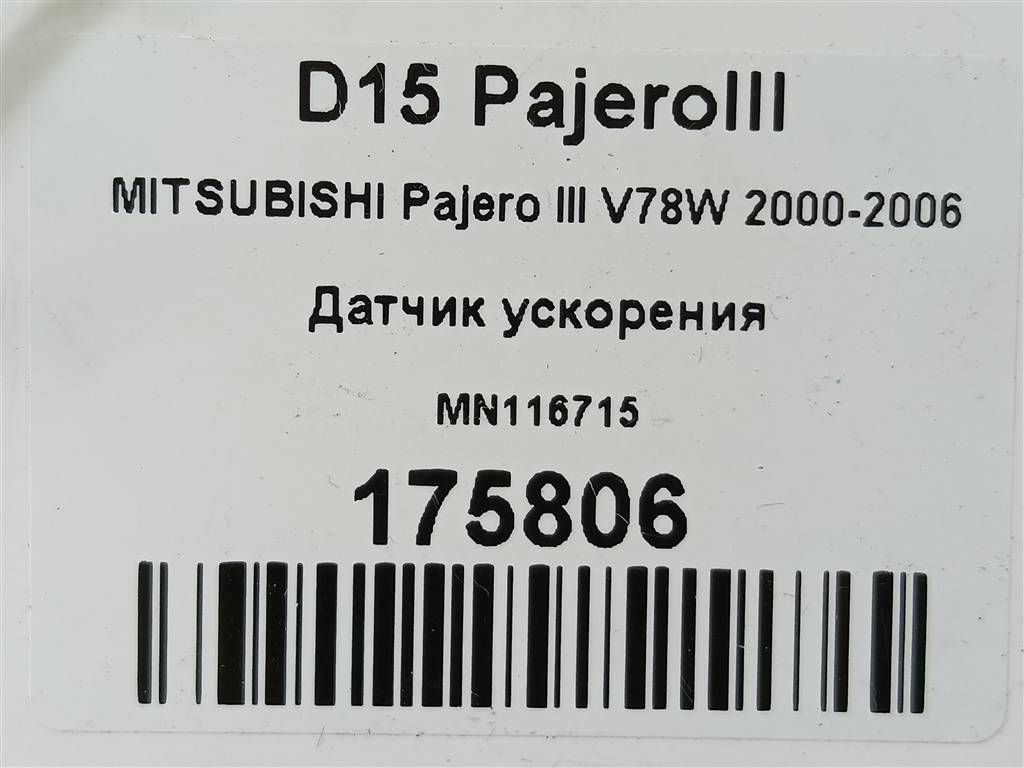 D15 PajeroIII
MITSUBISHI Pajero III V78W 2000-2006
Датчик ускорения
MN116715
175806